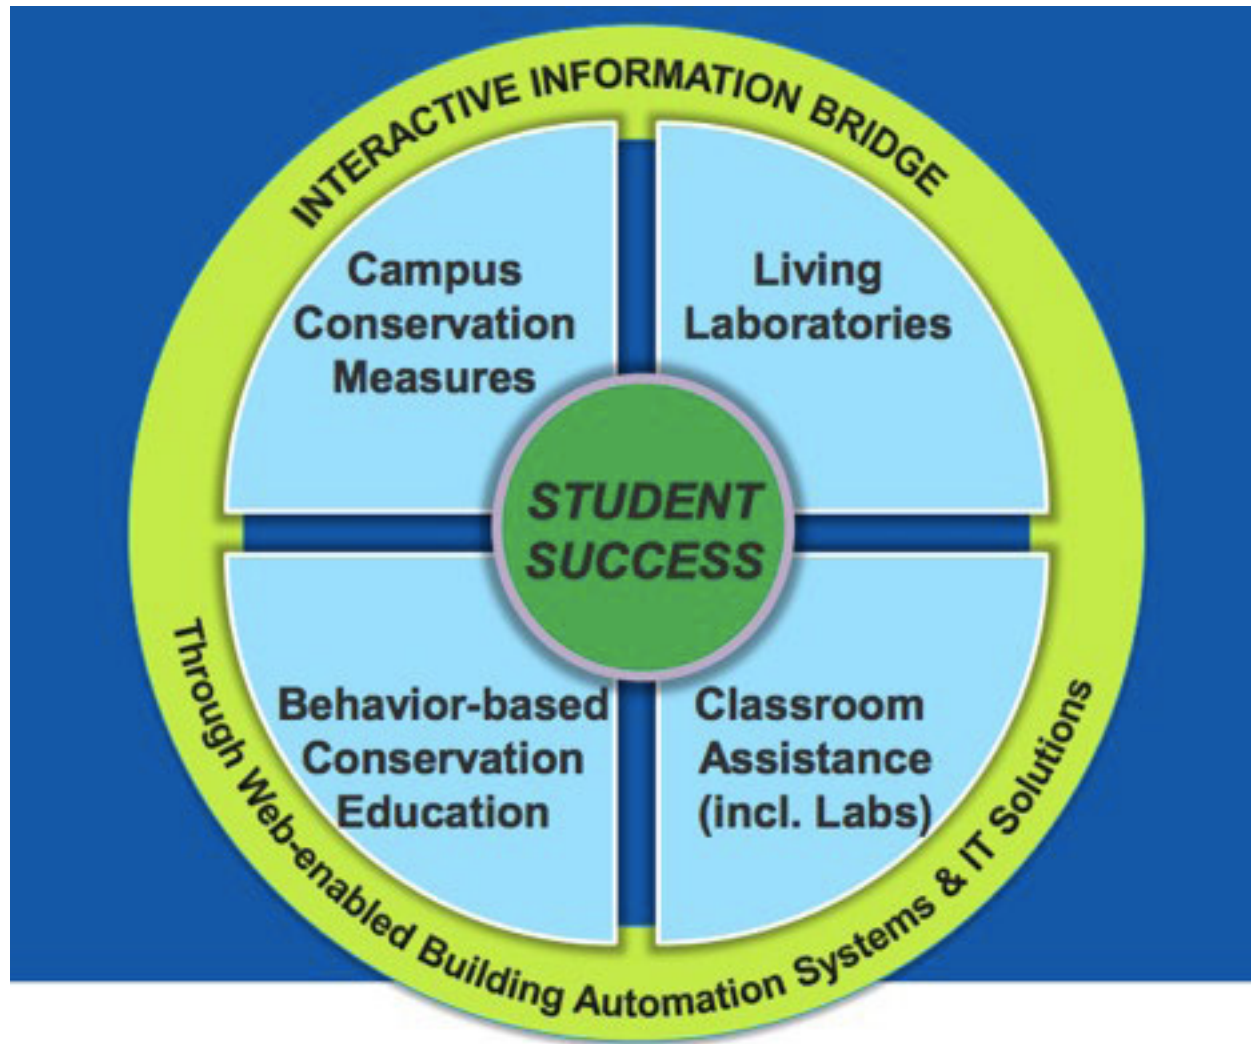 INTERACTIVE INFORMATION BRIDGE
Campus
Conservation
Measures
Living
Laboratories
STUDENT
SUCCESS
Behavior-based
Conservation
Education
Classroom
Assistance
(incl. Labs)
Through Web-enabled Building Automation Systems & IT Solutions